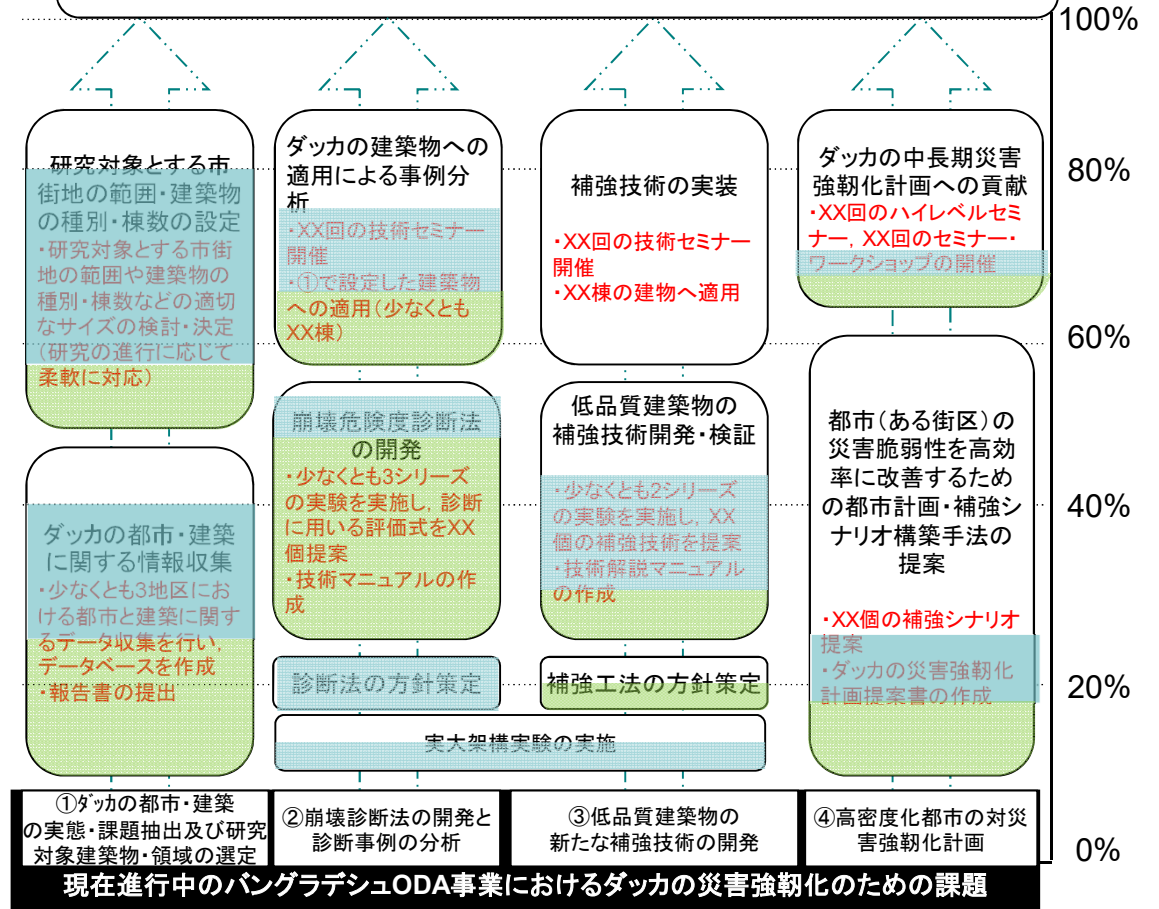 100%
研究対象とする市
街地の範囲・建築物
の種別・棟数の設定
・研究対象とする市街
地の範囲や建築物の
種別・棟数などの適切
なサイズの検討・決定
(研究の進行に応じて
柔軟に対応)
ダッカの都市・建築
に関する情報収集
・少なくとも3地区にお
ける都市と建築に関す
るデータ収集を行い,
データベースを作成
・報告書の提出
ダッカの建築物への
適用による事例分
析
・XX回の技術セミナー
開催
・①で設定した建築物
への適用(少なくとも
XX棟)
崩壊危険度診断法
の開発
・少なくとも3シリーズ
の実験を実施し,診断
に用いる評価式をXX
個提案
・技術マニュアルの作
成
診断法の方針策定
補強技術の実装
・XX回の技術セミナー
開催
・XX棟の建物へ適用
低品質建築物の
補強技術開発・検証
・少なくとも2シリーズ
の実験を実施し,XX
個の補強技術を提案
・技術解説マニュアル
の作成
補強工法の方針策定
実大架構実験の実施
ダッカの中長期災害
強靭化計画への貢献
・XX回のハイレベルセミ
ナー,XX回のセミナー・
ワークショップの開催
都市(ある街区)の
災害脆弱性を高効
率に改善するため
の都市計画・補強シ
ナリオ構築手法の
提案
・XX個の補強シナリオ
提案
・ダッカの災害強靭化
計画提案書の作成
80%
60%
40%
20%
0%
①ダッカの都市・建築
の実態・課題抽出及び研究
対象建築物・領域の選定
②崩壊診断法の開発と
診断事例の分析
③低品質建築物の
新たな補強技術の開発
④高密度化都市の対災
害強靭化計画
現在進行中のバングラデシュODA事業におけるダッカの災害強靭化のための課題